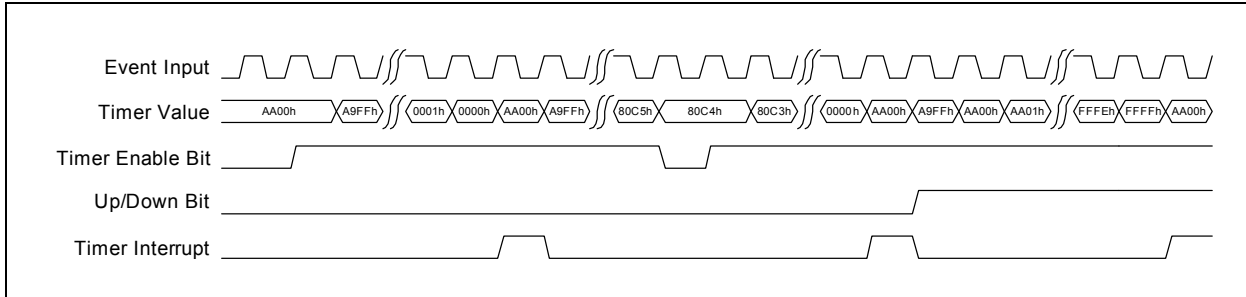 Event Input
Timer Value AA00h A9FFh 0001h 0000h AA00h A9FFh 80C5h 80C4h 80C3h 0000h AA00h A9FFh AA00h AA01h FFFEh FFFFh AA00h
Timer Enable Bit
Up/Down Bit
Timer Interrupt